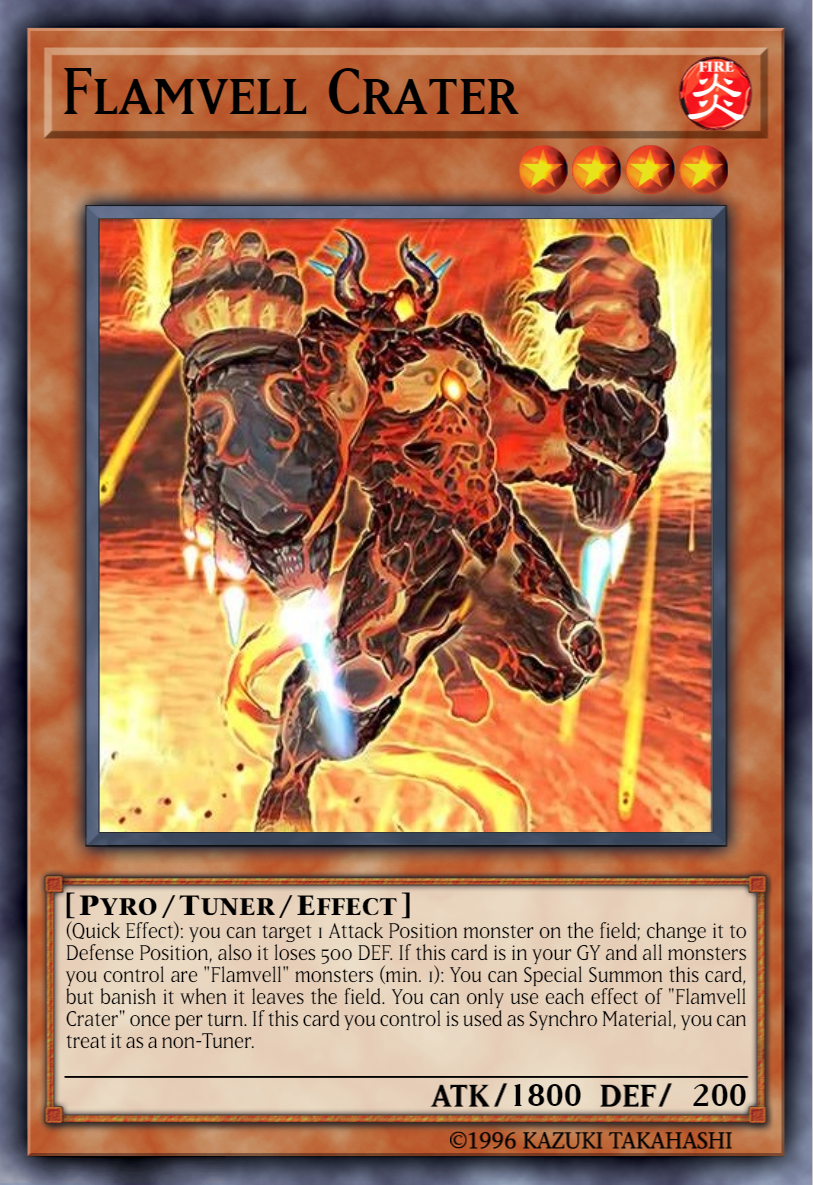 Flamvell Crater
FIRE
炎
[ Pyro / Tuner / Effect ]
(Quick Effect): you can target 1 Attack Position monster on the field; change it to
Defense Position, also it loses 500 DEF. If this card is in your GY and all monsters
you control are "Flamvell" monsters (min. 1): You can Special Summon this card,
but banish it when it leaves the field. You can only use each effect of "Flamvell
Crater" once per turn. If this card you control is used as Synchro Material, you can
treat it as a non-Tuner.
ATK / 1800 DEF / 200
©1996 KAZUKI TAKAHASHI